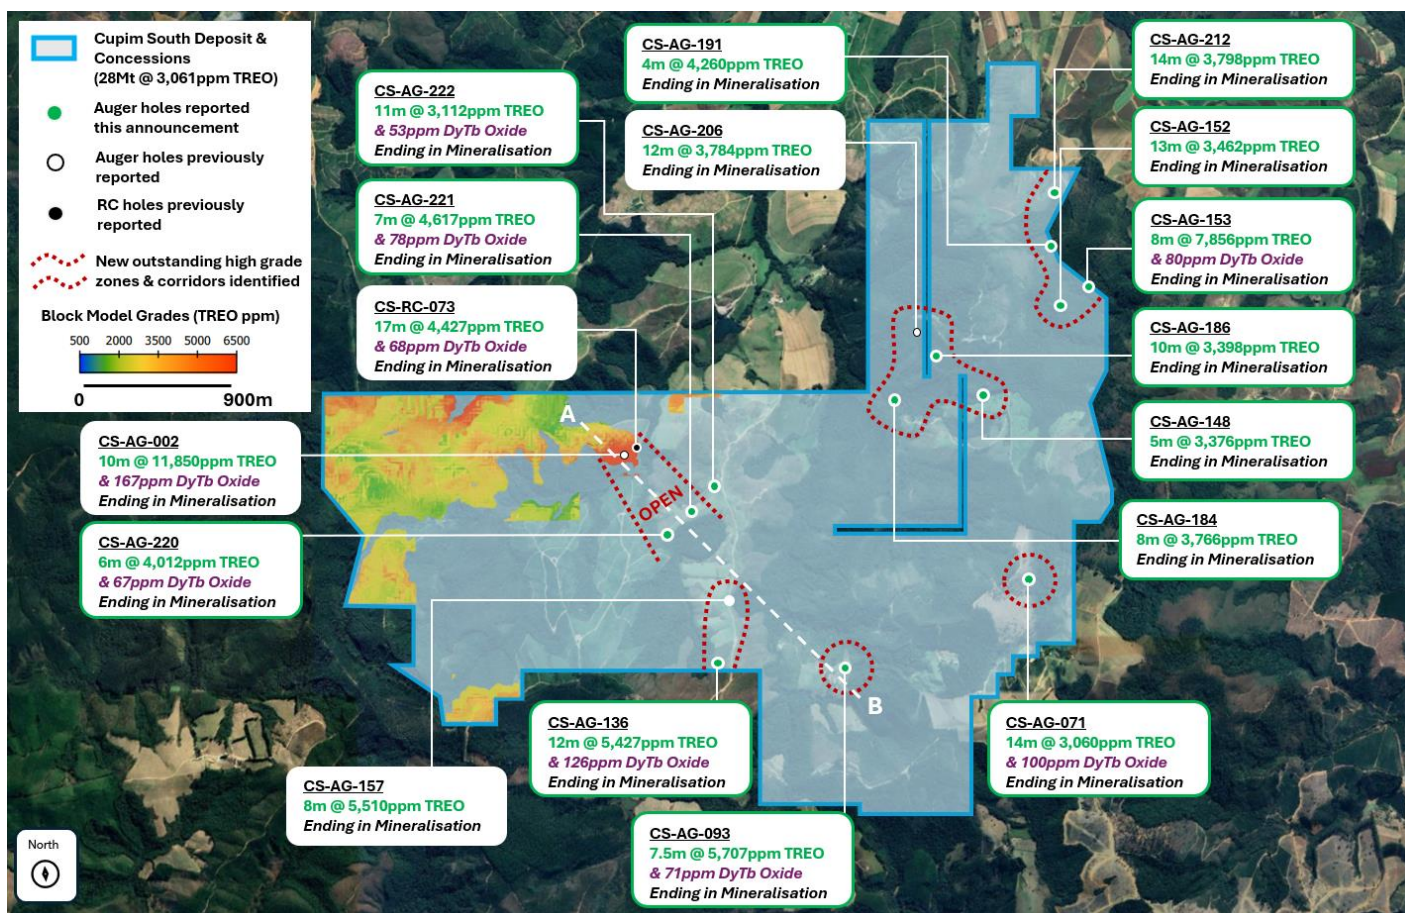 Cupim South Deposit &
Concessions
(28Mt @ 3,061ppm TREO)
Auger holes reported
this announcement
Auger holes previously
reported
RC holes previously
reported
New outstanding high grade
zones & corridors identified
Block Model Grades (TREO ppm)
500 2000 3000 5000 6500
0 900m
CS-AG-222
11m @ 3,112ppm TREO
& 53ppm DyTb Oxide
Ending in Mineralisation
CS-AG-221
7m @ 4,617ppm TREO
& 78ppm DyTb Oxide
Ending in Mineralisation
CS-RC-073
17m @ 4,427ppm TREO
& 68ppm DyTb Oxide
Ending in Mineralisation
CS-AG-191
4m @ 4,260ppm TREO
Ending in Mineralisation
CS-AG-206
12m @ 3,784ppm TREO
Ending in Mineralisation
CS-AG-212
14m @ 3,798ppm TREO
Ending in Mineralisation
CS-AG-152
13m @ 3,462ppm TREO
Ending in Mineralisation
CS-AG-153
8m @ 7,856ppm TREO
& 80ppm DyTb Oxide
Ending in Mineralisation
CS-AG-186
10m @ 3,398ppm TREO
Ending in Mineralisation
CS-AG-148
5m @ 3,376ppm TREO
Ending in Mineralisation
CS-AG-184
8m @ 3,766ppm TREO
Ending in Mineralisation
CS-AG-002
10m @ 11,850ppm TREO
& 167ppm DyTb Oxide
Ending in Mineralisation
CS-AG-220
6m @ 4,012ppm TREO
& 67ppm DyTb Oxide
Ending in Mineralisation
A
OPEN
B
CS-AG-136
12m @ 5,427ppm TREO
& 126ppm DyTb Oxide
Ending in Mineralisation
CS-AG-071
14m @ 3,060ppm TREO
& 100ppm DyTb Oxide
Ending in Mineralisation
CS-AG-157
8m @ 5,510ppm TREO
Ending in Mineralisation
CS-AG-093
7.5m @ 5,707ppm TREO
& 71ppm DyTb Oxide
Ending in Mineralisation
North